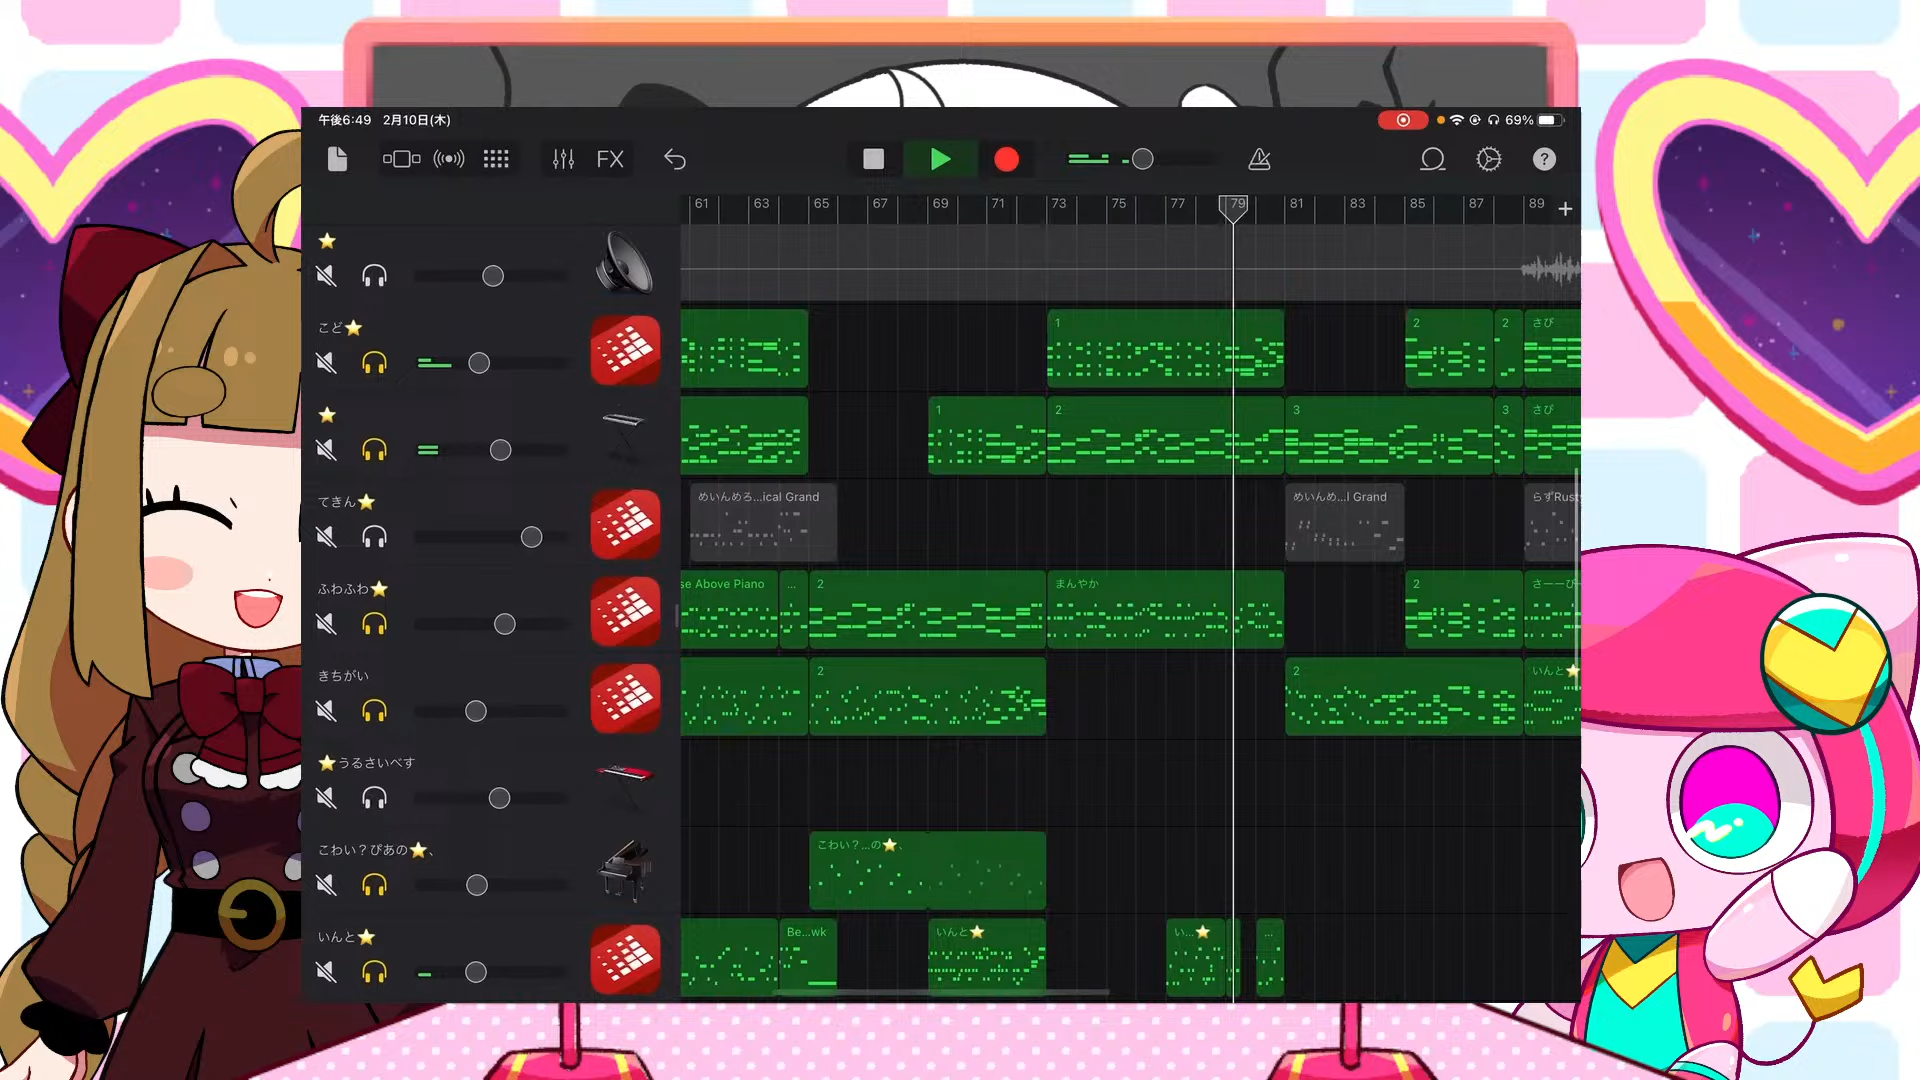 午後6:49 2月10日(木)
69%
FX
?
61 63 65 67 69 71 73 75 77 79 81 83 85 87 89 +
⭐
こど⭐
1 2 2 さび
⭐
1 2 3 3 さび
てきん⭐
めいんめろ...ical Grand めいんめ...l Grand らずRust
ふわふわ⭐
se Above Piano ... 2 まんやか 2 さーーび
きちがい
2 2 いんと⭐
⭐うるさいべす
こわい？ぴあの⭐、
こわい？...の⭐、
いんと⭐
Be...wk いんと⭐ い...⭐ ...